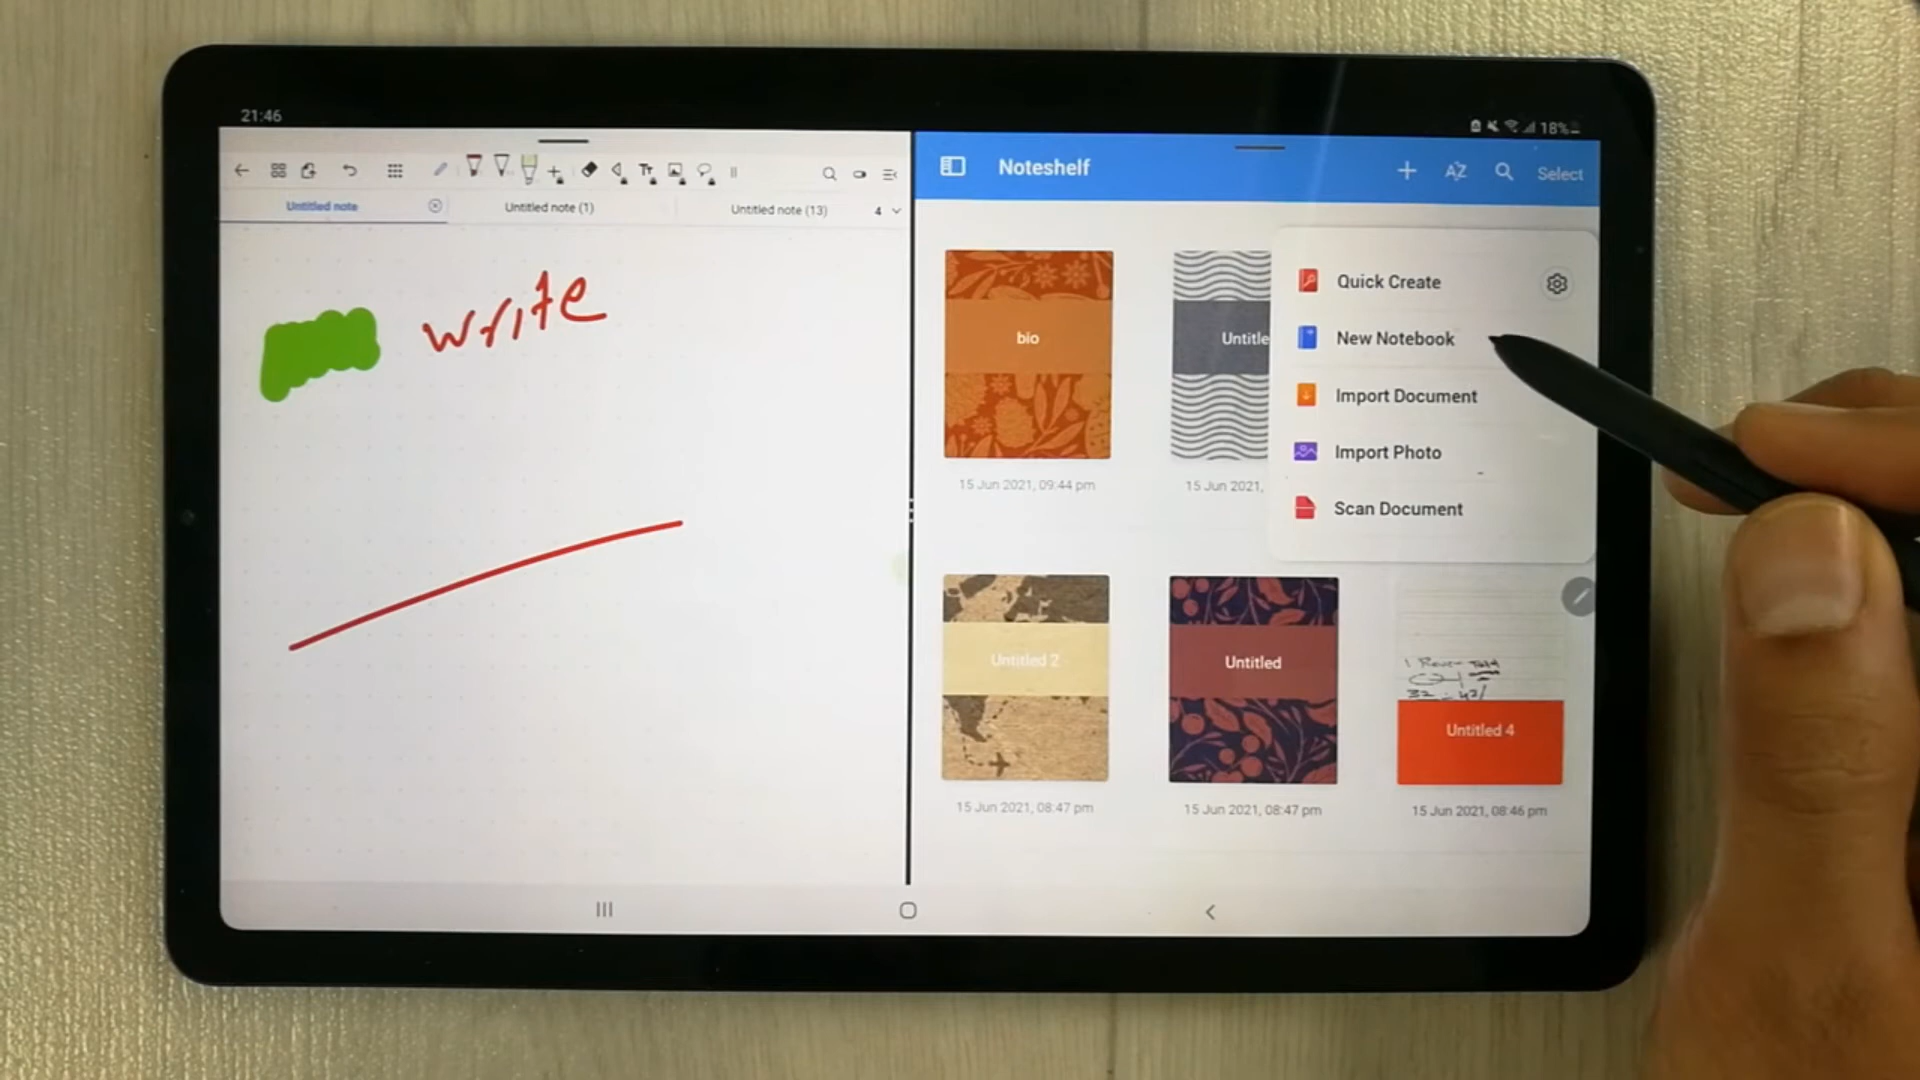 21:46
18%
Untitled note
Untitled note (1)
Untitled note (13)
4
write
Noteshelf
Select
Quick Create
New Notebook
Import Document
Import Photo
Scan Document
bio
15 Jun 2021, 09:44 pm
Untitle
15 Jun 2021,
Untitled 2
15 Jun 2021, 08:47 pm
Untitled
15 Jun 2021, 08:47 pm
Untitled 4
15 Jun 2021, 08:46 pm